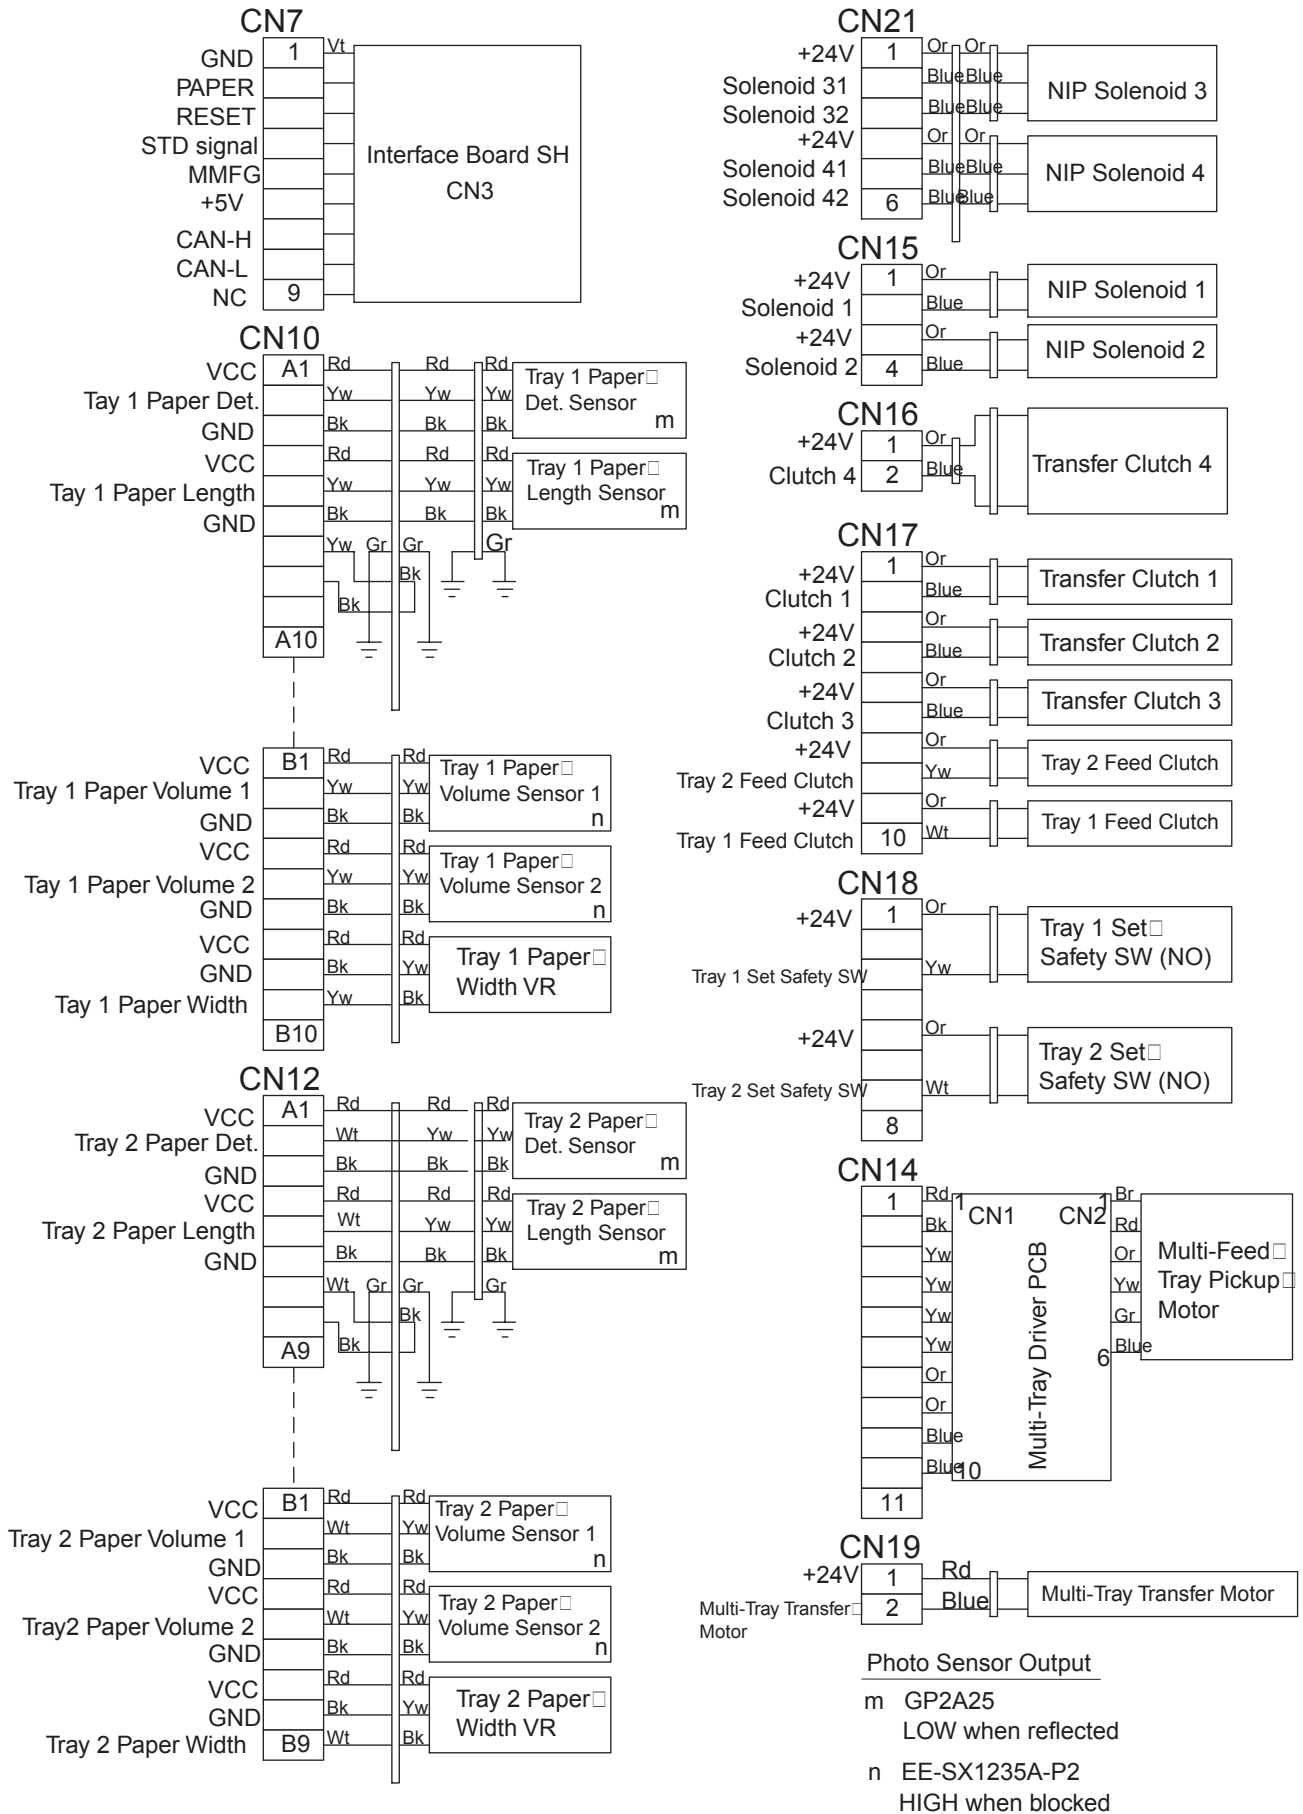 CN7
GND 1 Vt
PAPER
RESET
STD signal
MMFG
+5V
CAN-H
CAN-L
NC 9
Interface Board SH
CN3
CN10
VCC A1 Rd Rd Rd
Tay 1 Paper Det. Yw Yw Yw
GND Bk Bk Bk
Tray 1 Paper
Det. Sensor
m
VCC Rd Rd Rd
Tay 1 Paper Length Yw Yw Yw
GND Bk Bk Bk
Tray 1 Paper
Length Sensor
m
Yw Gr Gr Gr
Bk
Bk
A10
VCC B1 Rd Rd
Tray 1 Paper Volume 1 Yw Yw
GND Bk Bk
Tray 1 Paper
Volume Sensor 1
n
VCC Rd Rd
Tay 1 Paper Volume 2 Yw Yw
GND Bk Bk
Tray 1 Paper
Volume Sensor 2
n
VCC Rd Rd
GND Bk Yw
Tay 1 Paper Width Yw Bk
Tray 1 Paper
Width VR
B10
CN12
VCC A1 Rd Rd Rd
Tray 2 Paper Det. Wt Yw Yw
GND Bk Bk Bk
Tray 2 Paper
Det. Sensor
m
VCC Rd Rd Rd
Tray 2 Paper Length Wt Yw Yw
GND Bk Bk Bk
Tray 2 Paper
Length Sensor
m
Wt Gr Gr Gr
Bk
A9 Bk
VCC B1 Rd Rd
Tray 2 Paper Volume 1 Wt Yw
GND Bk Bk
Tray 2 Paper
Volume Sensor 1
n
VCC Rd Rd
Tray2 Paper Volume 2 Wt Yw
GND Bk Bk
Tray 2 Paper
Volume Sensor 2
n
VCC Rd Rd
GND Bk Yw
Tray 2 Paper Width B9 Wt Bk
Tray 2 Paper
Width VR
CN21
+24V 1 Or Or
Solenoid 31 Blue Blue
Solenoid 32 Blue Blue
NIP Solenoid 3
+24V Or Or
Solenoid 41 Blue Blue
Solenoid 42 6 Blue Blue
NIP Solenoid 4
CN15
+24V 1 Or
Solenoid 1 Blue
NIP Solenoid 1
+24V Or
Solenoid 2 4 Blue
NIP Solenoid 2
CN16
+24V 1 Or
Clutch 4 2 Blue
Transfer Clutch 4
CN17
+24V 1 Or
Clutch 1 Blue
Transfer Clutch 1
+24V Or
Clutch 2 Blue
Transfer Clutch 2
+24V Or
Clutch 3 Blue
Transfer Clutch 3
+24V Or
Tray 2 Feed Clutch Yw
Tray 2 Feed Clutch
+24V Or
Tray 1 Feed Clutch 10 Wt
Tray 1 Feed Clutch
CN18
+24V 1 Or
Tray 1 Set Safety SW Yw
Tray 1 Set
Safety SW (NO)
+24V Or
Tray 2 Set Safety SW Wt
Tray 2 Set
Safety SW (NO)
8
CN14
1 Rd 1 CN1 CN2 1 Br
Bk Rd
Yw Or
Yw Yw
Yw Gr
Yw 6 Blue
Or
Or
Blue
Blue 10
11
Multi-Tray Driver PCB
Multi-Feed
Tray Pickup
Motor
CN19
+24V 1 Rd
Multi-Tray Transfer
Motor
2 Blue
Multi-Tray Transfer Motor
Photo Sensor Output
m GP2A25
LOW when reflected
n EE-SX1235A-P2
HIGH when blocked